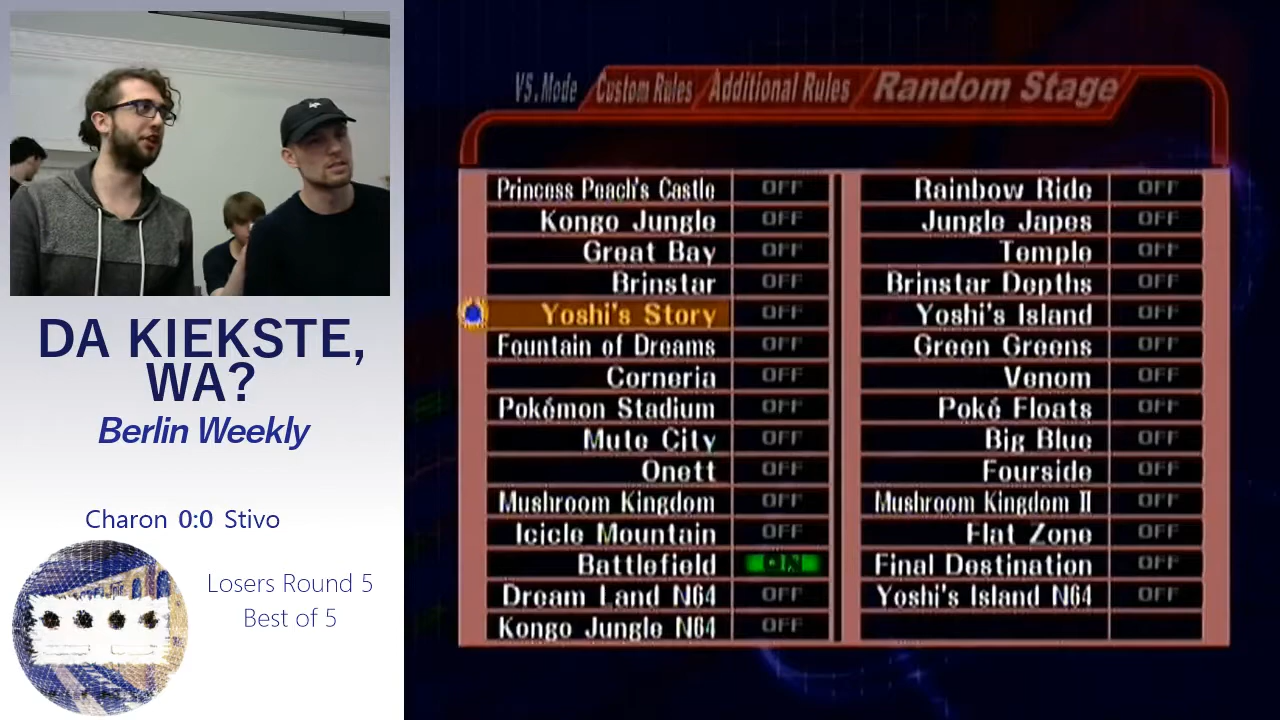 DA KIEKSTE,
WA?
Berlin Weekly
Charon 0:0 Stivo
Losers Round 5
Best of 5
VS. Mode Custom Rules Additional Rules Random Stage
Princess Peach's Castle OFF Rainbow Ride OFF
Kongo Jungle OFF Jungle Japes OFF
Great Bay OFF Temple OFF
Brinstar OFF Brinstar Depths OFF
Yoshi's Story OFF Yoshi's Island OFF
Fountain of Dreams OFF Green Greens OFF
Corneria OFF Venom OFF
Pokémon Stadium OFF Poké Floats OFF
Mute City OFF Big Blue OFF
Onett OFF Fourside OFF
Mushroom Kingdom OFF Mushroom Kingdom II OFF
Icicle Mountain OFF Flat Zone OFF
Battlefield ON Final Destination OFF
Dream Land N64 OFF Yoshi's Island N64 OFF
Kongo Jungle N64 OFF